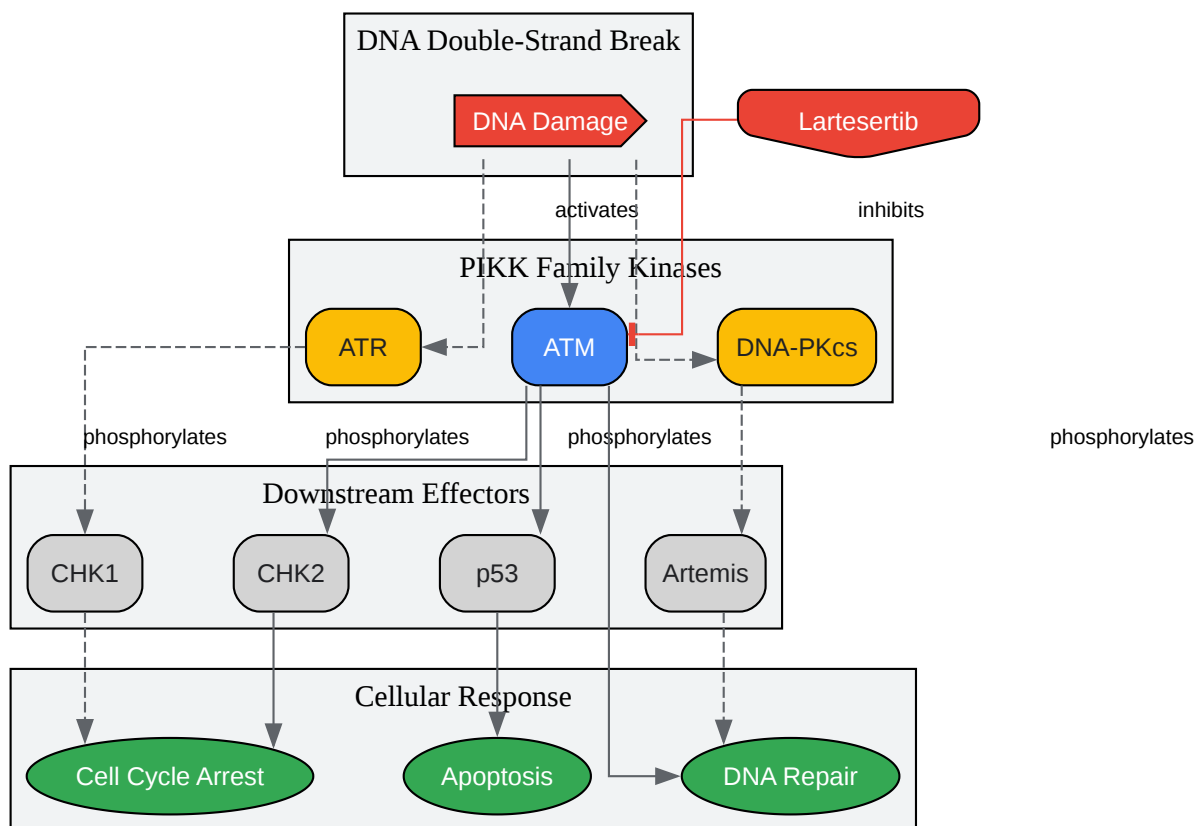 DNA Double-Strand Break
DNA Damage
Lartesertib
activates
inhibits
PIKK Family Kinases
ATR
ATM
DNA-PKcs
phosphorylates
phosphorylates
phosphorylates
phosphorylates
Downstream Effectors
CHK1
CHK2
p53
Artemis
Cellular Response
Cell Cycle Arrest
Apoptosis
DNA Repair